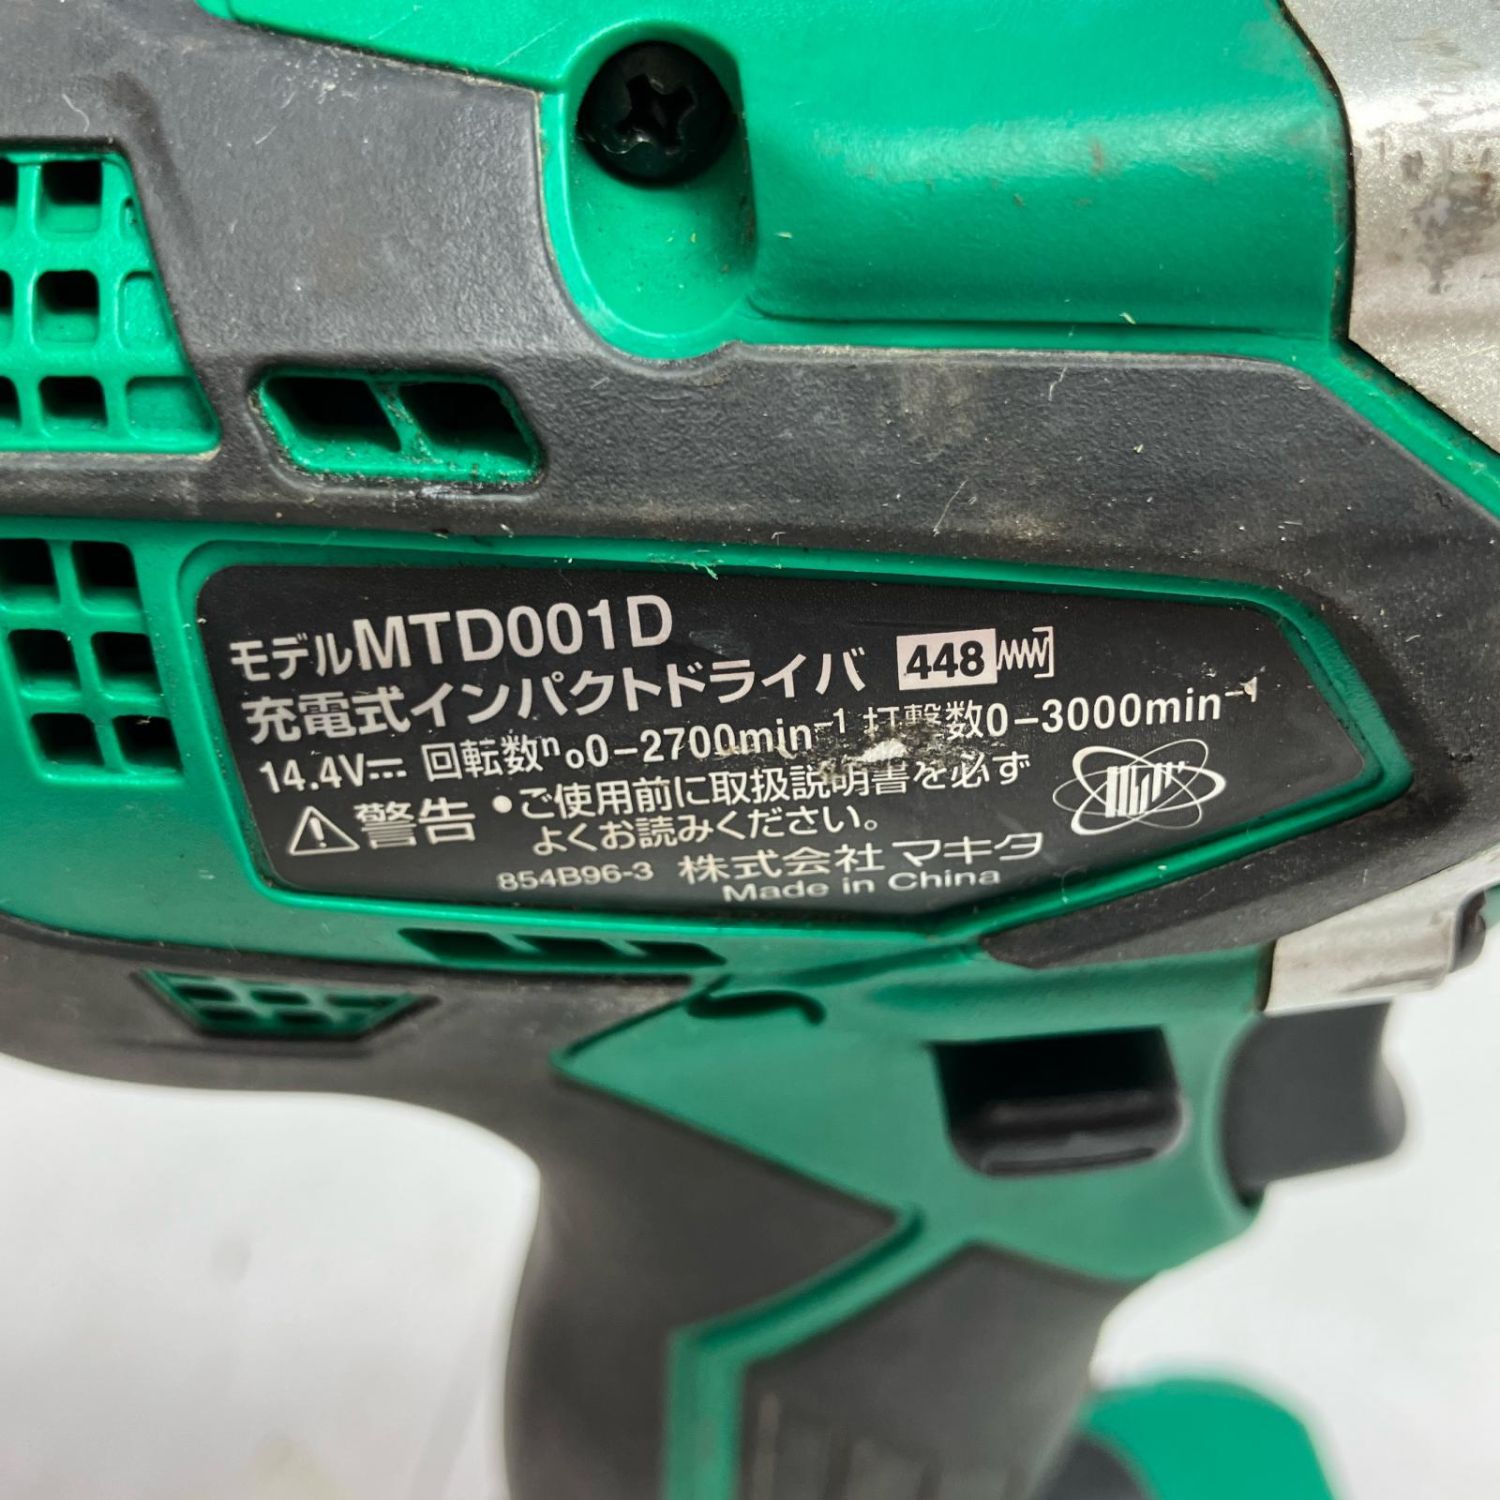 モデルMTD001D
充電式インパクトドライバ 448
14.4V⎓ 回転数n₀0-2700min⁻¹ 打撃数0-3000min⁻¹
⚠警告 •ご使用前に取扱説明書を必ず
よくお読みください。
854B96-3 株式会社マキタ
Made in China